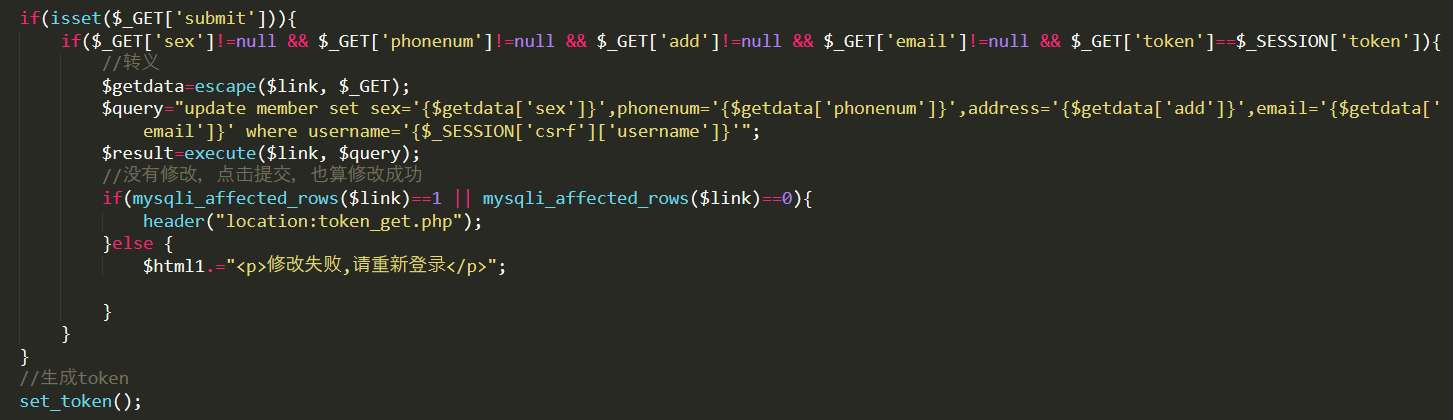 if(isset($_GET['submit'])){
if($_GET['sex']!=null && $_GET['phonenum']!=null && $_GET['add']!=null && $_GET['email']!=null && $_GET['token']==$_SESSION['token']){
//转义
$getdata=escape($link, $_GET);
$query="update member set sex='{$getdata['sex']}',phonenum='{$getdata['phonenum']}',address='{$getdata['add']}',email='{$getdata['
email']}' where username='{$_SESSION['csrf']['username']}'";
$result=execute($link, $query);
//没有修改, 点击提交, 也算修改成功
if(mysqli_affected_rows($link)==1 || mysqli_affected_rows($link)==0){
header("location:token_get.php");
}else {
$html1.="<p>修改失败,请重新登录</p>";
}
}
}
//生成token
set_token();